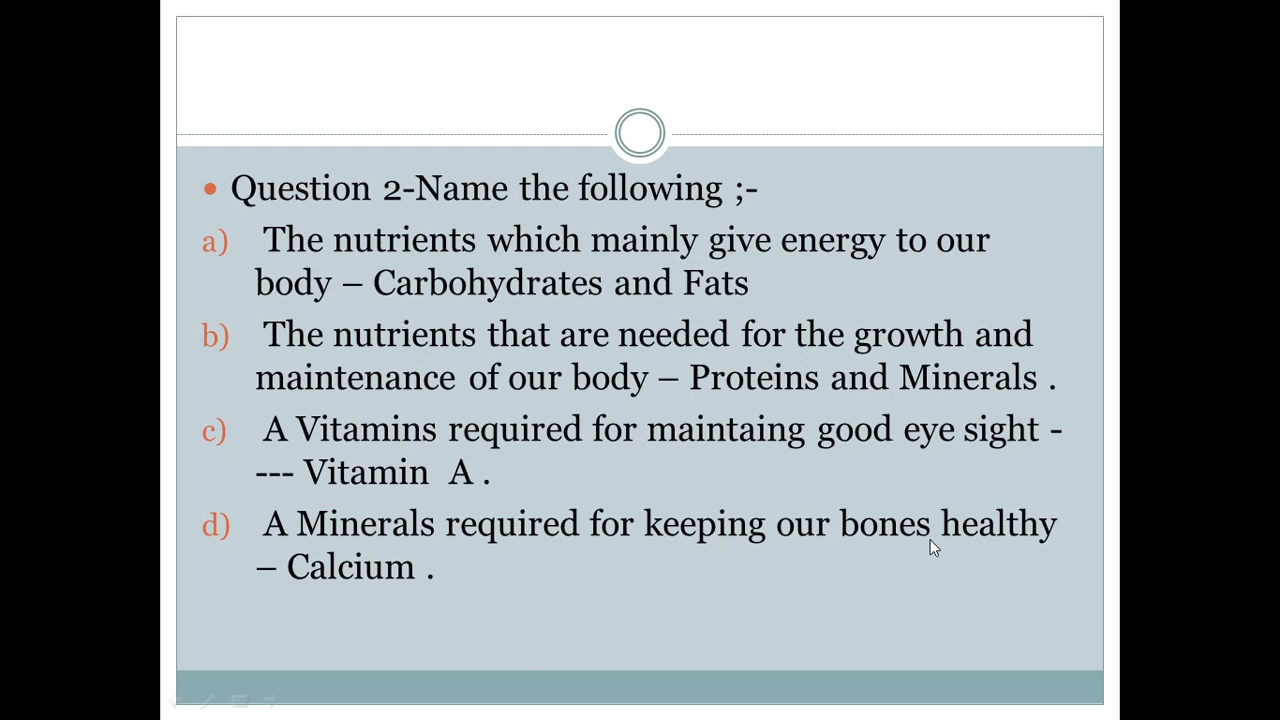 • Question 2-Name the following ;-
a) The nutrients which mainly give energy to our
body – Carbohydrates and Fats
b) The nutrients that are needed for the growth and
maintenance of our body – Proteins and Minerals .
c) A Vitamins required for maintaing good eye sight -
--- Vitamin A .
d) A Minerals required for keeping our bones healthy
– Calcium .